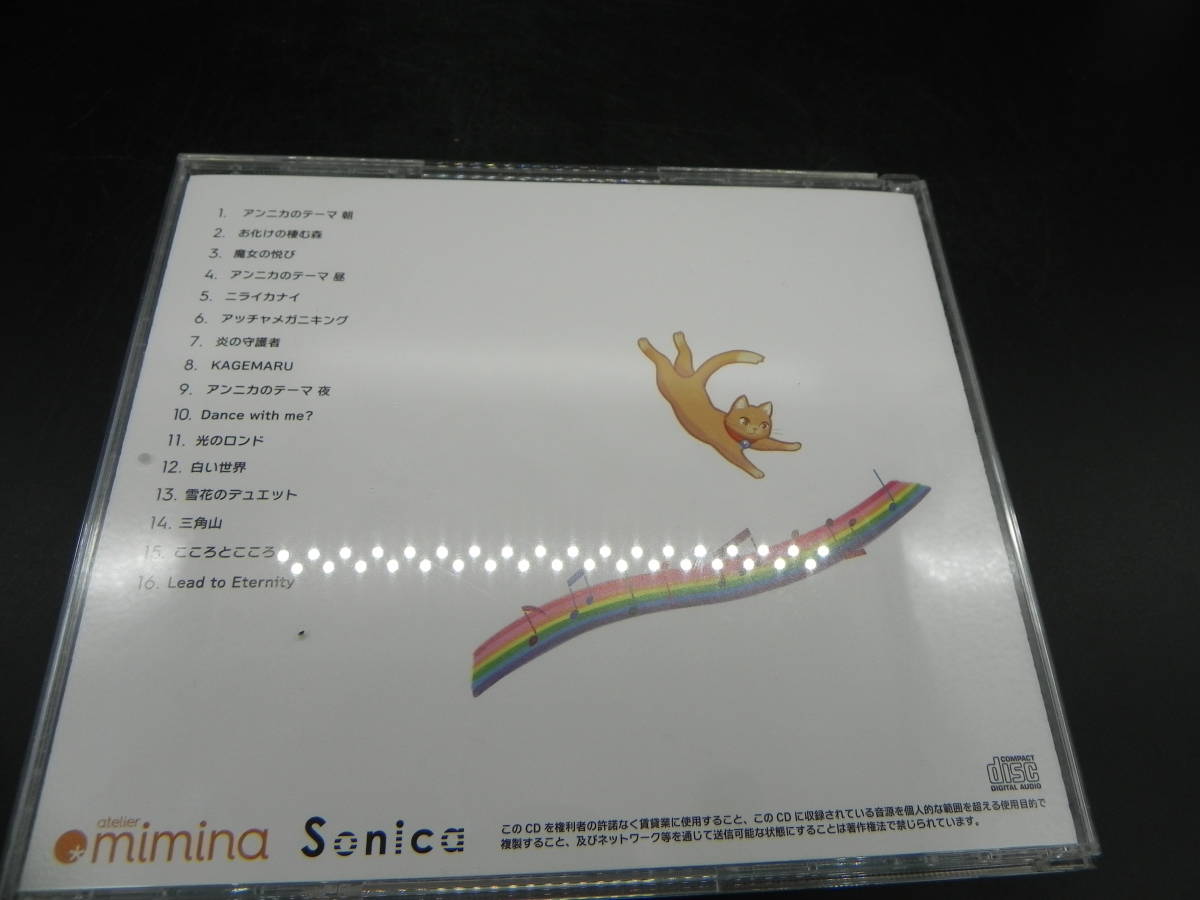 1. アンニカのテーマ 朝
2. お化けの棲む森
3. 魔女の悦び
4. アンニカのテーマ 昼
5. ニライカナイ
6. アッチャメガニキング
7. 炎の守護者
8. KAGEMARU
9. アンニカのテーマ 夜
10. Dance with me?
11. 光のロンド
12. 白い世界
13. 雪花のデュエット
14. 三角山
15. こころとこころ
16. Lead to Eternity
COMPACT
disc
DIGITAL AUDIO
atelier
mimina
Sonica
このCDを権利者の許諾なく賃貸業に使用すること、このCDに収録されている音源を個人的な範囲を超える使用目的で
複製すること、及びネットワーク等を通じて送信可能な状態にすることは著作権法で禁じられています。